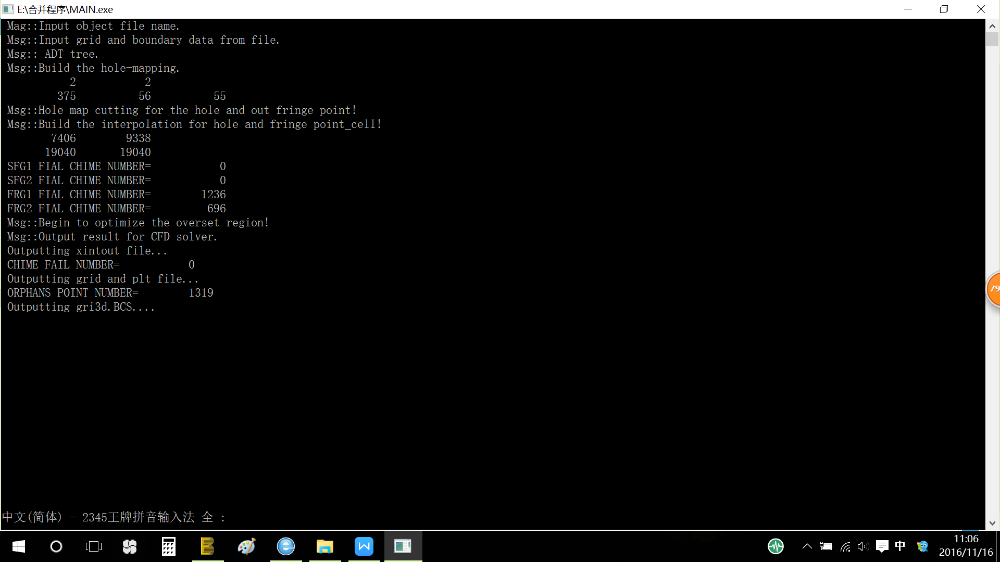 E:\合并程序\MAIN.exe
Mag::Input object file name.
Msg::Input grid and boundary data from file.
Msg:: ADT tree.
Msg::Build the hole-mapping.
2 2
375 56 55
Msg::Hole map cutting for the hole and out fringe point!
Msg::Build the interpolation for hole and fringe point_cell!
7406 9338
19040 19040
SFG1 FIAL CHIME NUMBER= 0
SFG2 FIAL CHIME NUMBER= 0
FRG1 FIAL CHIME NUMBER= 1236
FRG2 FIAL CHIME NUMBER= 696
Msg::Begin to optimize the overset region!
Msg::Output result for CFD solver.
Outputting xintout file...
CHIME FAIL NUMBER= 0
Outputting grid and plt file...
ORPHANS POINT NUMBER= 1319
Outputting gri3d.BCS....
79
中文(简体) - 2345王牌拼音输入法 全 :
中
11:06
2016/11/16